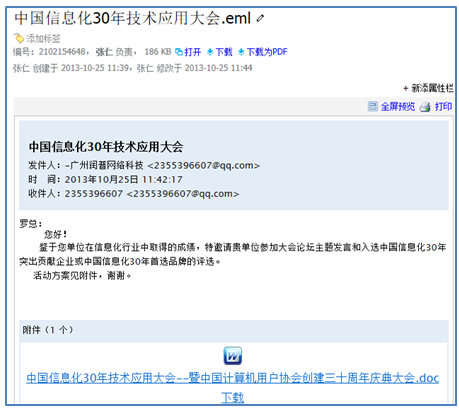 中国信息化30年技术应用大会.eml
添加标签
编号：2102154648，张仁 负责， 186 KB 打开 下载 下载为PDF
张仁 创建于 2013-10-25 11:39，张仁 修改于 2013-10-25 11:44
+ 新添属性栏
全屏预览 打印
中国信息化30年技术应用大会
发件人：-广州润普网络科技 <2355396607@qq.com>
时 间：2013年10月25日 11:42:17
收件人：2355396607 <2355396607@qq.com>
罗总：
您好！
鉴于您单位在信息化行业中取得的成绩，特邀请贵单位参加大会论坛主题发言和入选中国信息化30年
突出贡献企业或中国信息化30年首选品牌的评选。
活动方案见附件，谢谢。
附件（1 个）
中国信息化30年技术应用大会--暨中国计算机用户协会创建三十周年庆典大会.doc
下载